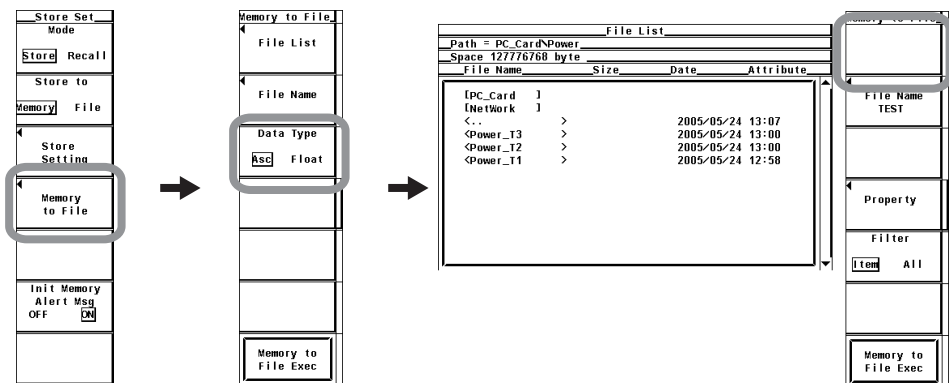 Store Set
Mode
Store Recall
Store to
Memory File
Store
Setting
Memory
to File
Init Memory
Alert Msg
OFF ON
Memory to File
File List
File Name
Data Type
Asc Float
Memory to
File Exec
File List
Path = PC_Card\Power
Space 127776768 byte
File Name Size Date Attribute
[PC_Card ]
[NetWork ]
<.. > 2005/05/24 13:07
<Power_T3 > 2005/05/24 13:00
<Power_T2 > 2005/05/24 13:00
<Power_T1 > 2005/05/24 12:58
File Name
TEST
Property
Filter
Item All
Memory to
File Exec